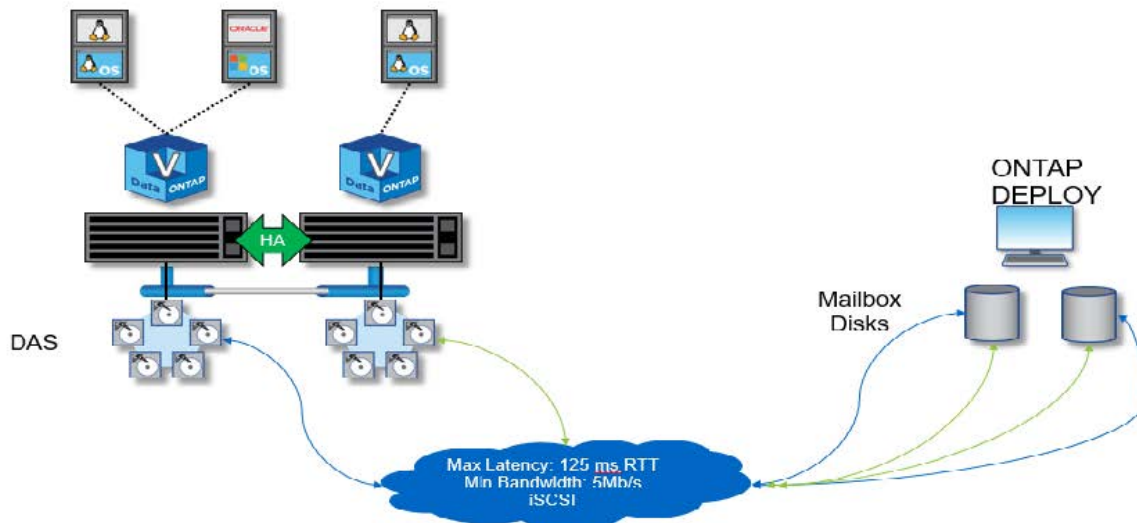 ORACLE
OS
OS
OS
V
Data ONTAP
V
Data ONTAP
ONTAP
DEPLOY
HA
Mailbox
Disks
DAS
Max Latency: 125 ms RTT
Min Bandwidth: 5Mb/s
iSCSI